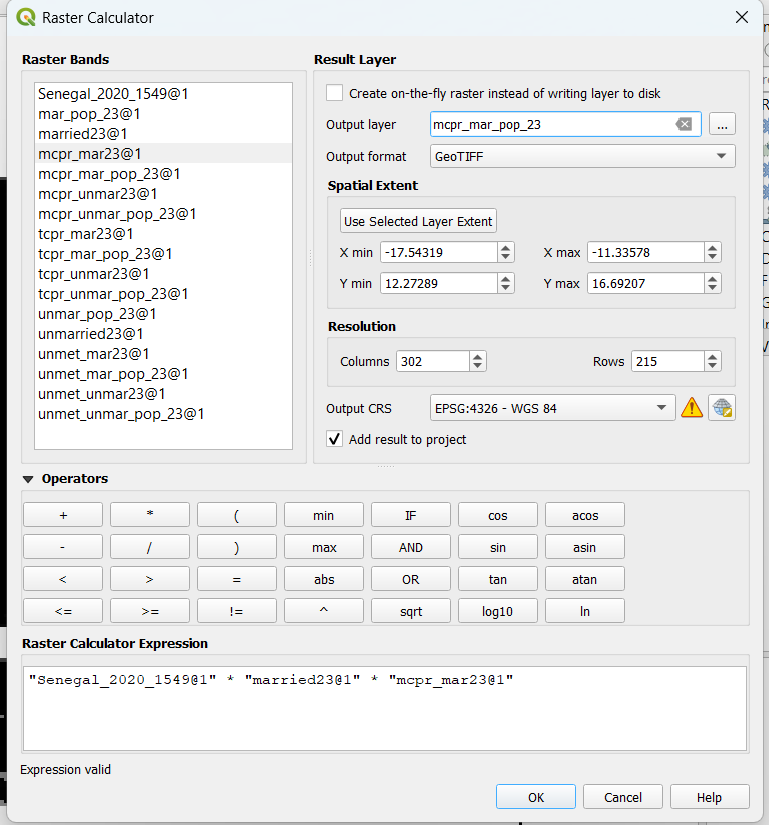 Raster Calculator
Raster Bands
Senegal_2020_1549@1
mar_pop_23@1
married23@1
mcpr_mar23@1
mcpr_mar_pop_23@1
mcpr_unmar23@1
mcpr_unmar_pop_23@1
tcpr_mar23@1
tcpr_mar_pop_23@1
tcpr_unmar23@1
tcpr_unmar_pop_23@1
unmar_pop_23@1
unmarried23@1
unmet_mar23@1
unmet_mar_pop_23@1
unmet_unmar23@1
unmet_unmar_pop_23@1
Result Layer
Create on-the-fly raster instead of writing layer to disk
Output layer mcpr_mar_pop_23 ...
Output format GeoTIFF
Spatial Extent
Use Selected Layer Extent
X min -17.54319 X max -11.33578
Y min 12.27289 Y max 16.69207
Resolution
Columns 302 Rows 215
Output CRS EPSG:4326 - WGS 84
Add result to project
Operators
+ * ( min IF cos acos
- / ) max AND sin asin
< > = abs OR tan atan
<= >= != ^ sqrt log10 ln
Raster Calculator Expression
"Senegal_2020_1549@1" * "married23@1" * "mcpr_mar23@1"
Expression valid
OK Cancel Help